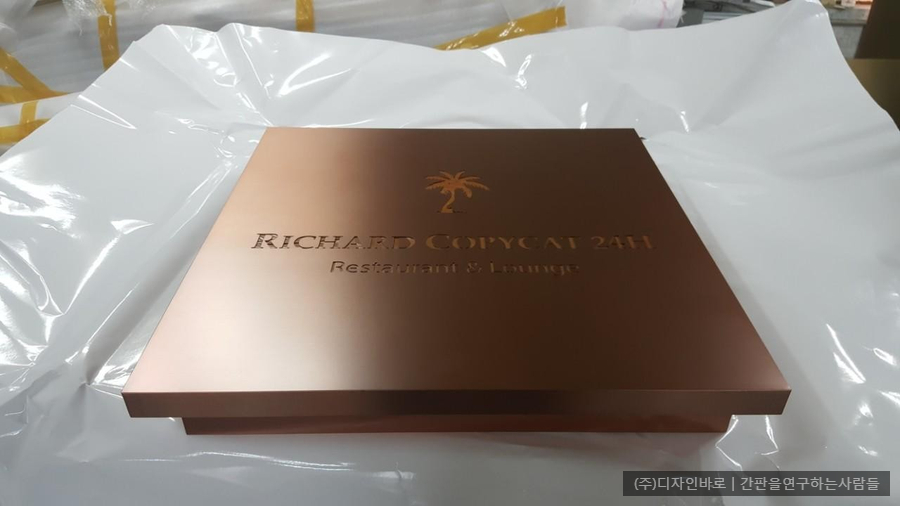 RICHARD COPYCAT 24H
Restaurant & Lounge
(주)디자인바로 | 간판을연구하는사람들